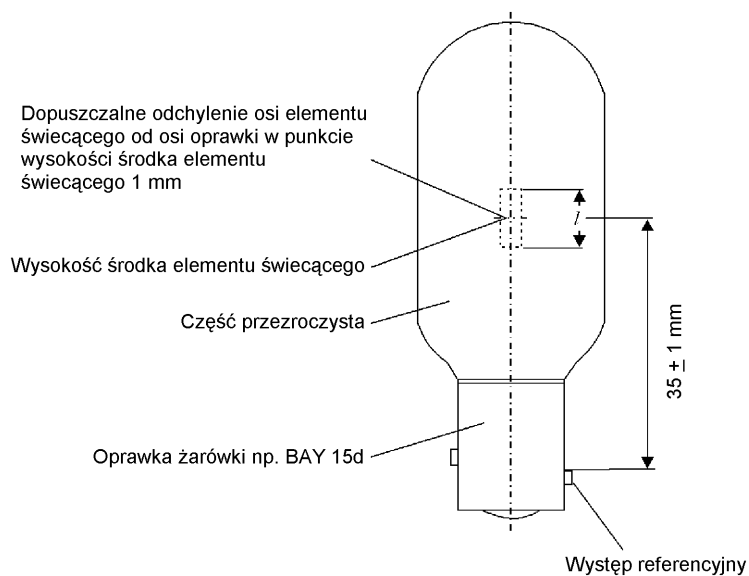 Dopuszczalne odchylenie osi elementu
świecącego od osi oprawki w punkcie
wysokości środka elementu
świecącego 1 mm
l
Wysokość środka elementu świecącego
Część przezroczysta
35 ± 1 mm
Oprawka żarówki np. BAY 15d
Występ referencyjny